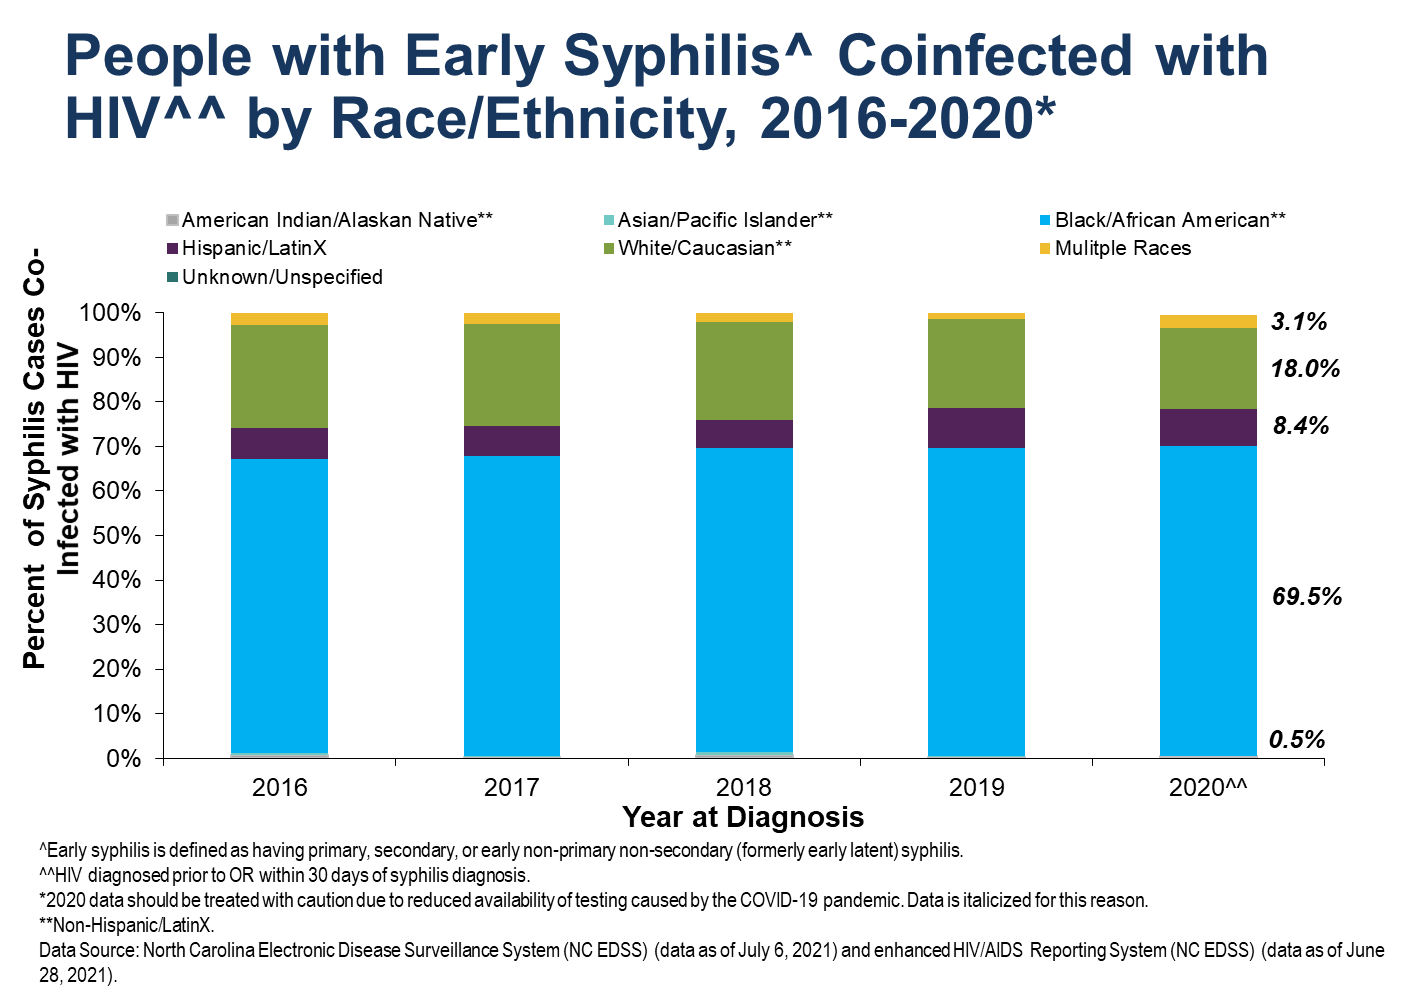 People with Early Syphilis^ Coinfected with
HIV^^ by Race/Ethnicity, 2016-2020*
American Indian/Alaskan Native**
Asian/Pacific Islander**
Black/African American**
Hispanic/LatinX
White/Caucasian**
Mulitple Races
Unknown/Unspecified
Percent of Syphilis Cases Co-
Infected with HIV
100%
90%
80%
70%
60%
50%
40%
30%
20%
10%
0%
3.1%
18.0%
8.4%
69.5%
0.5%
2016
2017
2018
2019
2020^^
Year at Diagnosis
^Early syphilis is defined as having primary, secondary, or early non-primary non-secondary (formerly early latent) syphilis.
^^HIV diagnosed prior to OR within 30 days of syphilis diagnosis.
*2020 data should be treated with caution due to reduced availability of testing caused by the COVID-19 pandemic. Data is italicized for this reason.
**Non-Hispanic/LatinX.
Data Source: North Carolina Electronic Disease Surveillance System (NC EDSS) (data as of July 6, 2021) and enhanced HIV/AIDS Reporting System (NC EDSS) (data as of June
28, 2021).